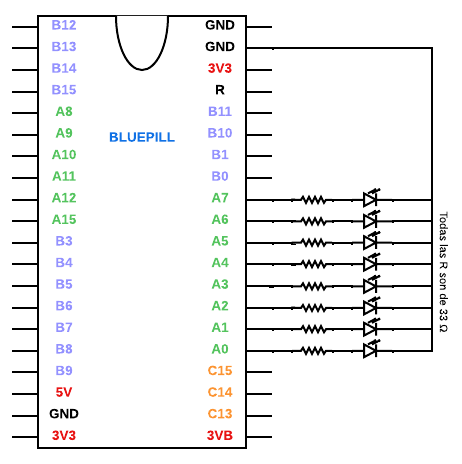 B12 GND
B13 GND
B14 3V3
B15 R
A8 B11
A9 BLUEPILL B10
A10 B1
A11 B0
A12 A7
A15 A6
B3 A5
B4 A4
B5 A3
B6 A2
B7 A1
B8 A0
B9 C15
5V C14
GND C13
3V3 3VB
Todas las R son de 33 Ω